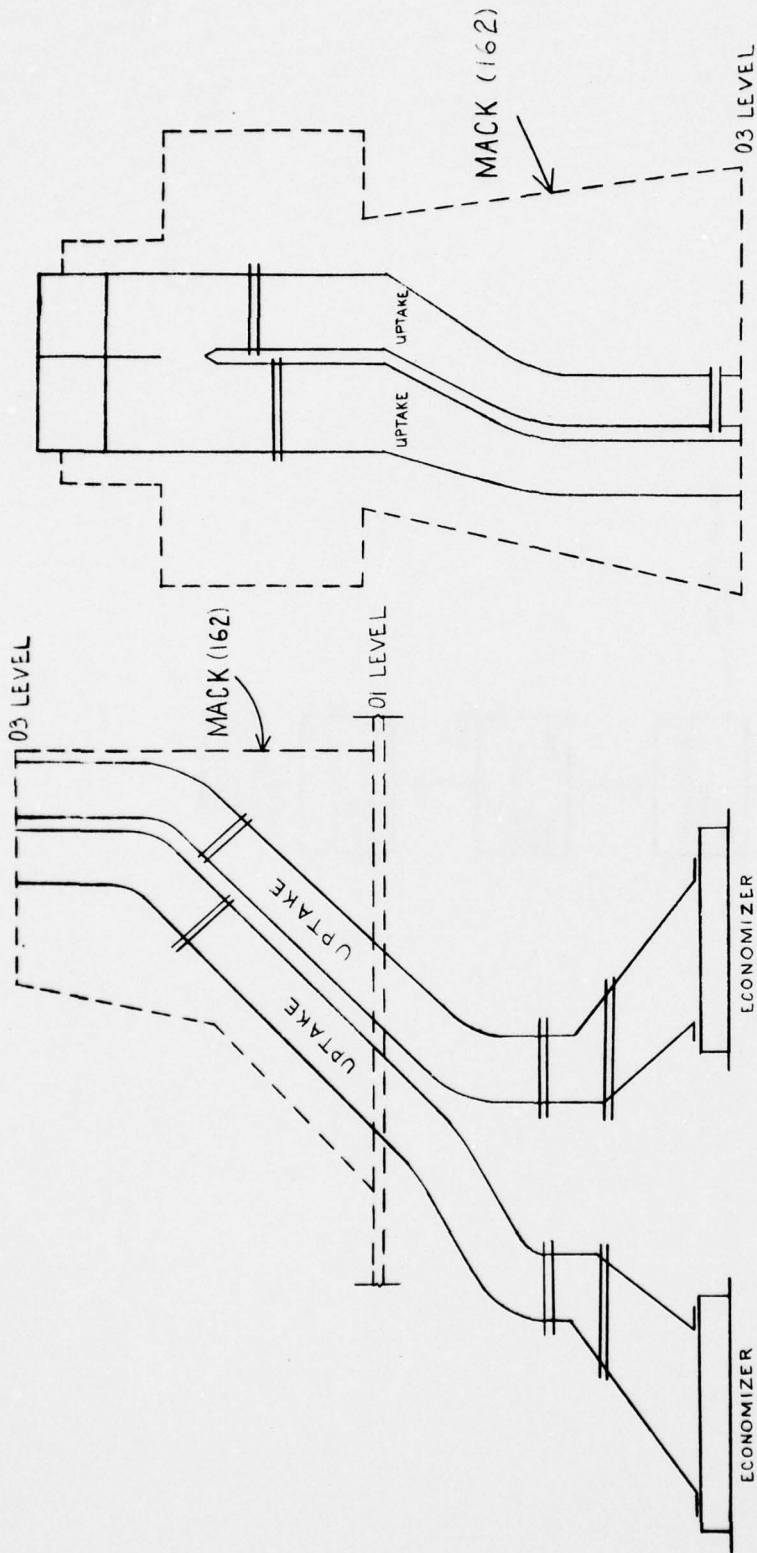 03 LEVEL
MACK (162)
01 LEVEL
UPTAKE
UPTAKE
ECONOMIZER
ECONOMIZER
MACK (162)
UPTAKE
UPTAKE
03 LEVEL